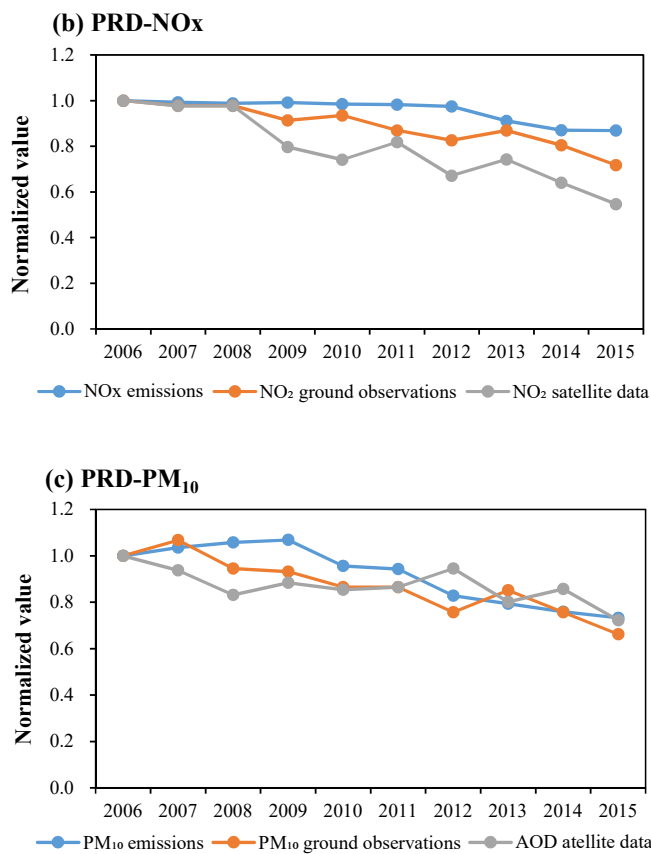 (b) PRD-NOx
Normalized value
1.2
1.0
0.8
0.6
0.4
0.2
0.0
2006 2007 2008 2009 2010 2011 2012 2013 2014 2015
NOx emissions NO₂ ground observations NO₂ satellite data
(c) PRD-PM₁₀
Normalized value
1.2
1.0
0.8
0.6
0.4
0.2
0.0
2006 2007 2008 2009 2010 2011 2012 2013 2014 2015
PM₁₀ emissions PM₁₀ ground observations AOD atellite data